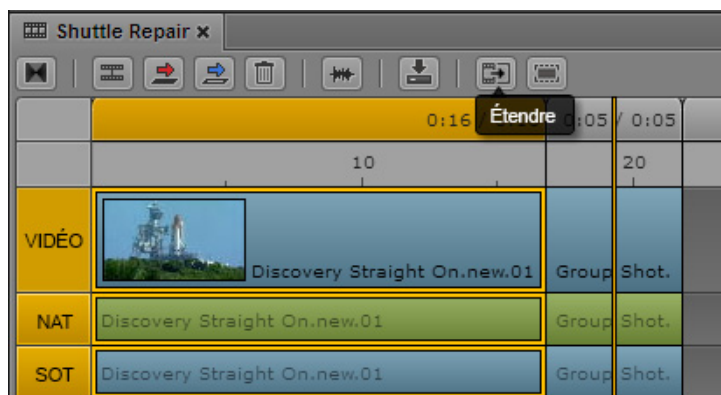 Shuttle Repair ×
Étendre
0:16 / 0:05 / 0:05
10 20
VIDÉO Discovery Straight On.new.01 Group Shot.
NAT Discovery Straight On.new.01 Group Shot.
SOT Discovery Straight On.new.01 Group Shot.